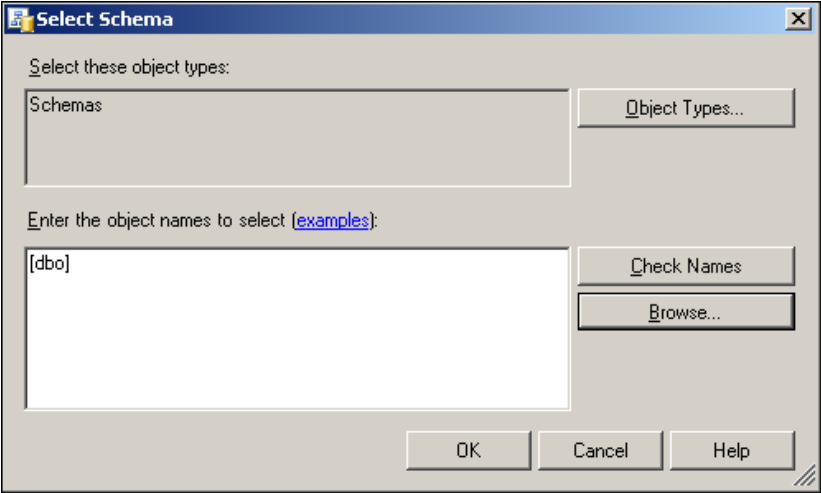 Select Schema
Select these object types:
Schemas
Object Types...
Enter the object names to select (examples):
[dbo]
Check Names
Browse...
OK
Cancel
Help